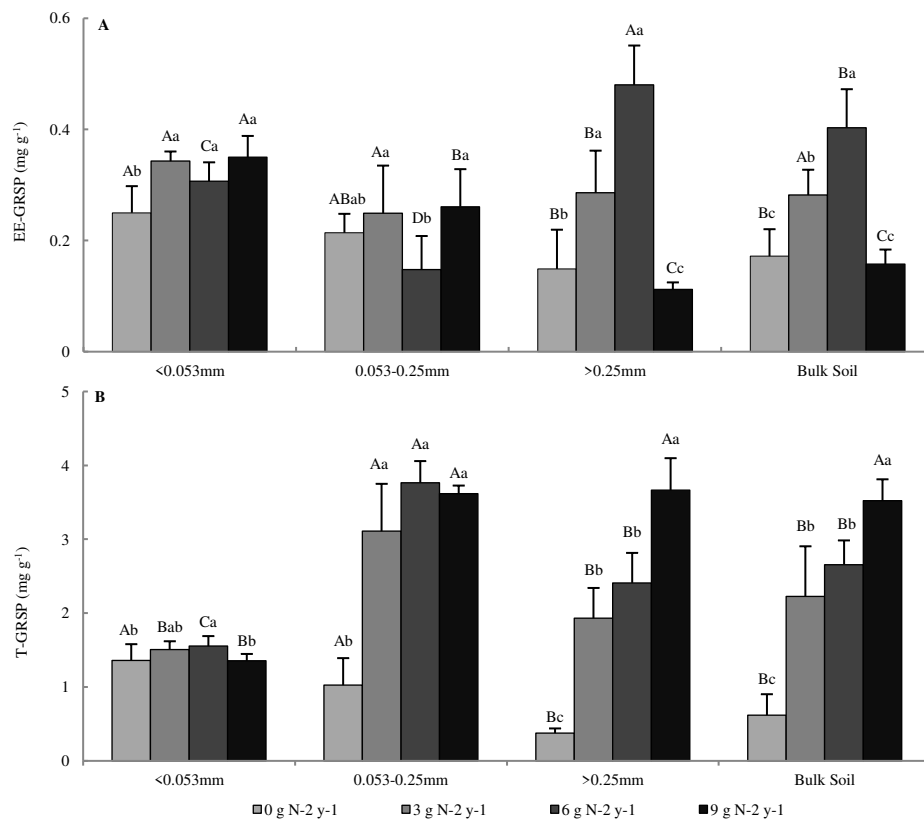 A
EE-GRSP (mg g-1)
0.6
0.4
0.2
0
Ab Aa Ca Aa
ABab Aa Db Ba
Bb Ba Aa Cc
Bc Ab Ba Cc
<0.053mm 0.053-0.25mm >0.25mm Bulk Soil
B
T-GRSP (mg g-1)
5
4
3
2
1
0
Ab Bab Ca Bb
Ab Aa Aa Aa
Bc Bb Bb Aa
Bc Bb Bb Aa
<0.053mm 0.053-0.25mm >0.25mm Bulk Soil
0 g N-2 y-1 3 g N-2 y-1 6 g N-2 y-1 9 g N-2 y-1